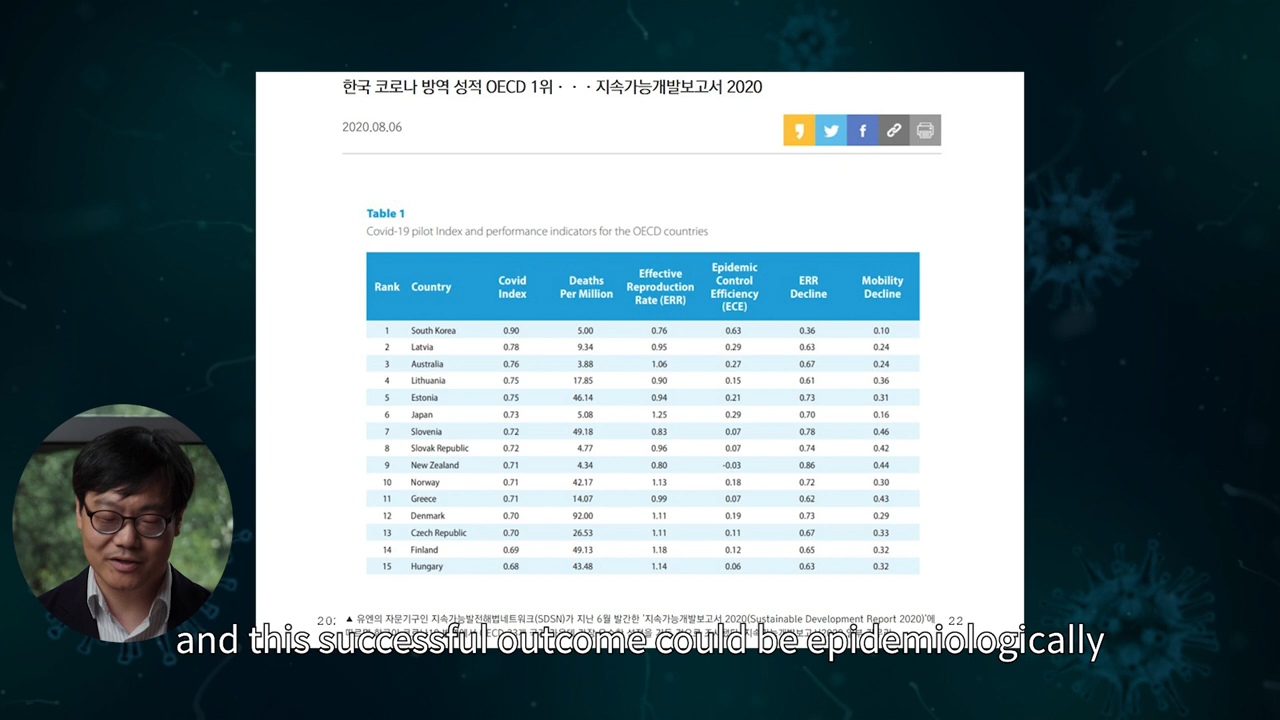 한국 코로나 방역 성적 OECD 1위 · · · 지속가능개발보고서 2020
2020.08.06
Table 1
Covid-19 pilot Index and performance indicators for the OECD countries
Rank Country Covid Index Deaths Per Million Effective Reproduction Rate (ERR) Epidemic Control Efficiency (ECE) ERR Decline Mobility Decline
1 South Korea 0.90 5.00 0.76 0.63 0.36 0.10
2 Latvia 0.78 9.34 0.95 0.29 0.63 0.24
3 Australia 0.76 3.88 1.06 0.27 0.67 0.24
4 Lithuania 0.75 17.85 0.90 0.15 0.61 0.36
5 Estonia 0.75 46.14 0.94 0.21 0.73 0.31
6 Japan 0.73 5.08 1.25 0.29 0.70 0.16
7 Slovenia 0.72 49.18 0.83 0.07 0.78 0.46
8 Slovak Republic 0.72 4.77 0.96 0.07 0.74 0.42
9 New Zealand 0.71 4.34 0.80 -0.03 0.86 0.44
10 Norway 0.71 42.17 1.13 0.18 0.72 0.30
11 Greece 0.71 14.07 0.99 0.07 0.62 0.43
12 Denmark 0.70 92.00 1.11 0.19 0.73 0.29
13 Czech Republic 0.70 26.53 1.11 0.11 0.67 0.33
14 Finland 0.69 49.13 1.18 0.12 0.65 0.32
15 Hungary 0.68 43.48 1.14 0.06 0.63 0.32
▲ 유엔의 자문기구인 지속가능발전해법네트워크(SDSN)가 지난 6월 발간한 '지속가능개발보고서 2020(Sustainable Development Report 2020)'에
and this successful outcome could be epidemiologically